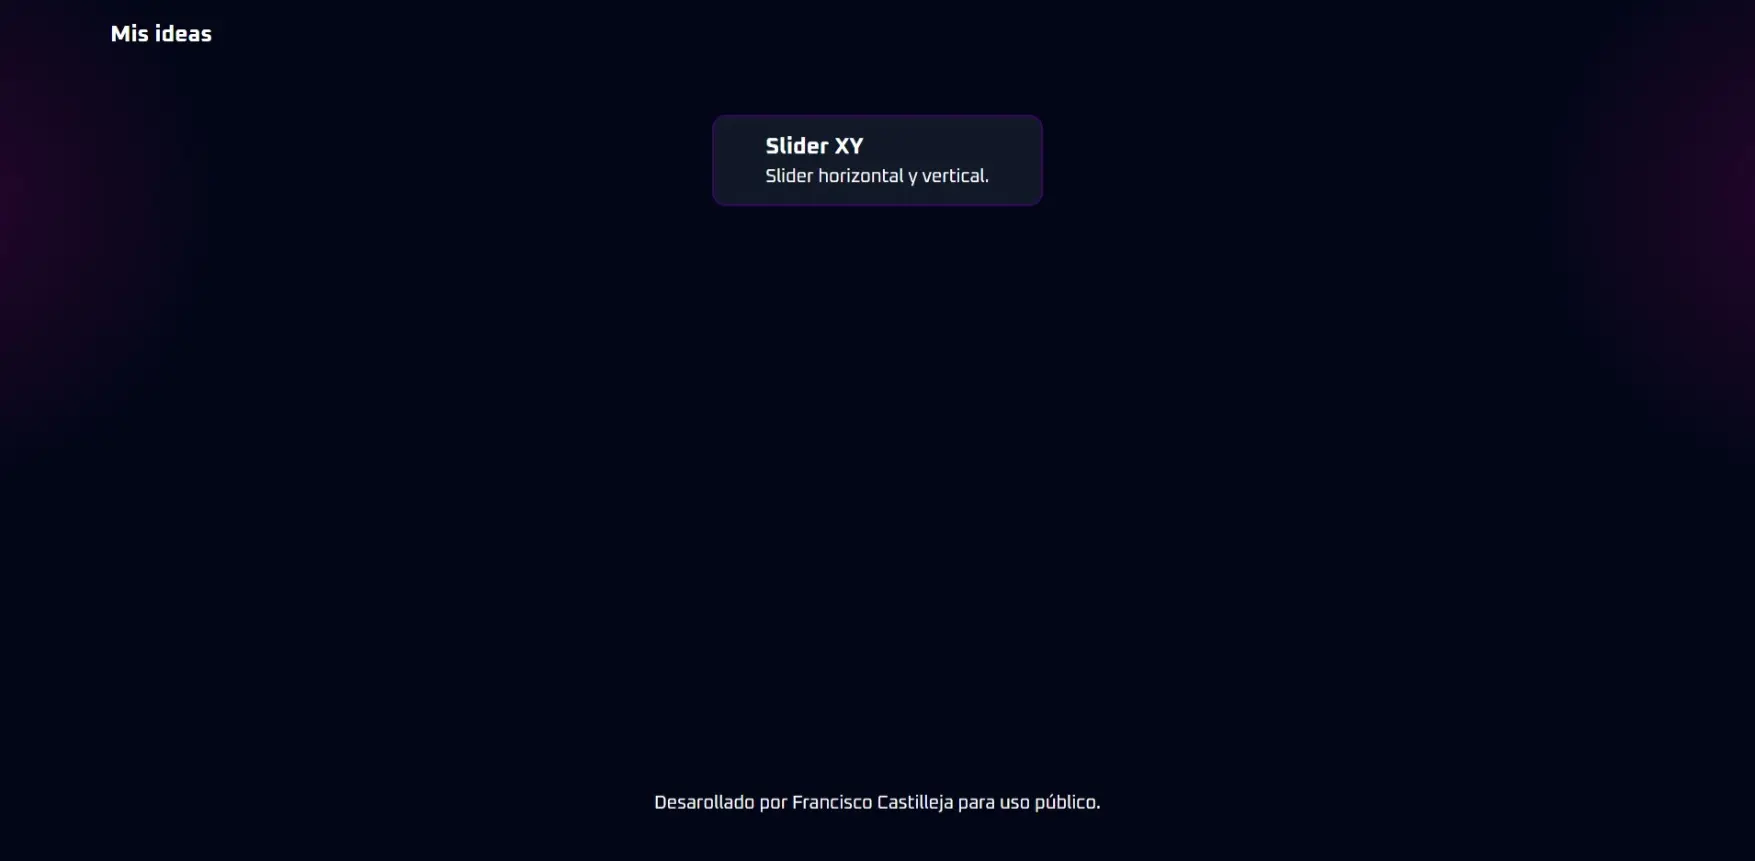 Mis ideas
Slider XY
Slider horizontal y vertical.
Desarollado por Francisco Castilleja para uso público.